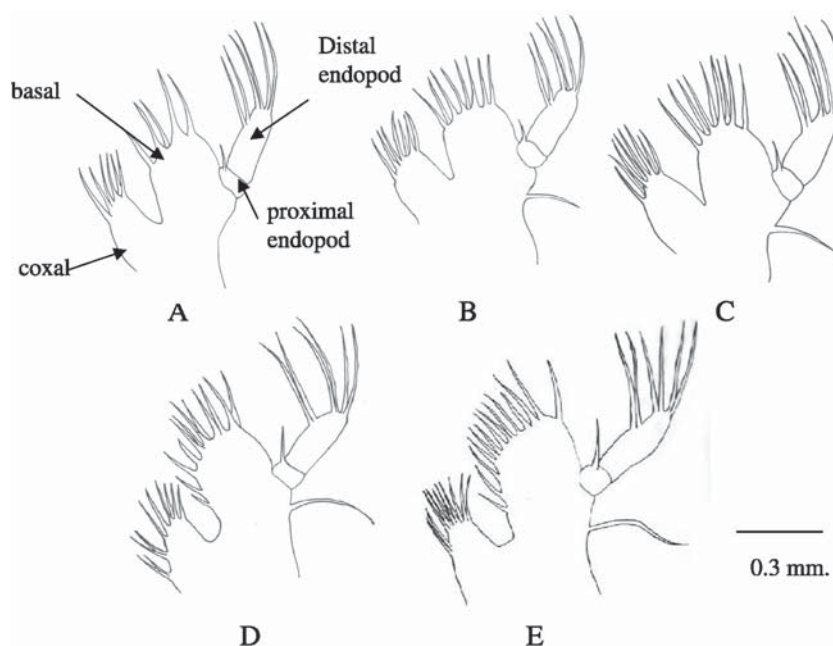 Distal
endopod
basal
proximal
endopod
coxal
A
B
C
0.3 mm.
D
E